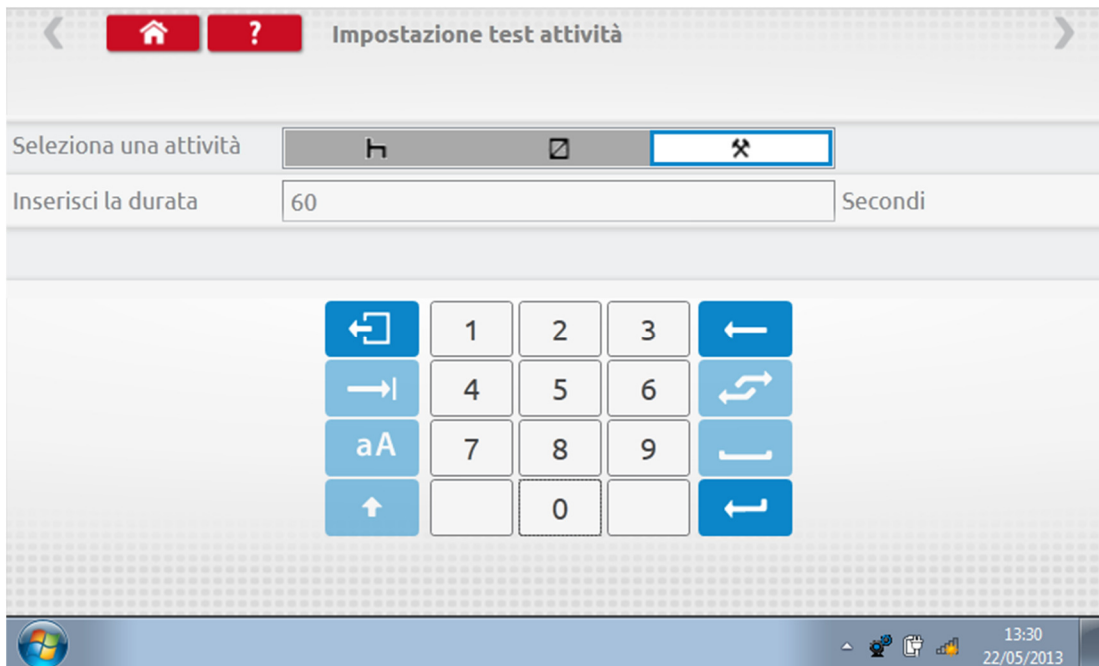 ? Impostazione test attività
Seleziona una attività
Inserisci la durata 60 Secondi
1 2 3
4 5 6
aA 7 8 9
0
13:30
22/05/2013